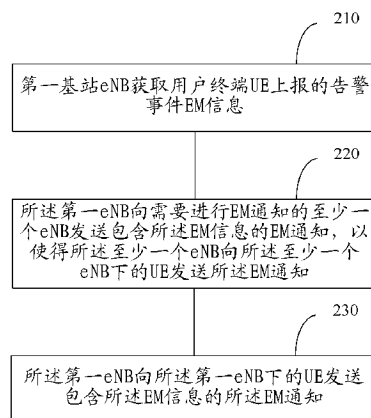 210
第一基站eNB获取用户终端UE上报的告警
事件EM信息
220
所述第一eNB向需要进行EM通知的至少一
个eNB发送包含所述EM信息的EM通知，以
使得所述至少一个eNB向所述至少一个
eNB下的UE发送所述EM通知
230
所述第一eNB向所述第一eNB下的UE发送
包含所述EM信息的所述EM通知